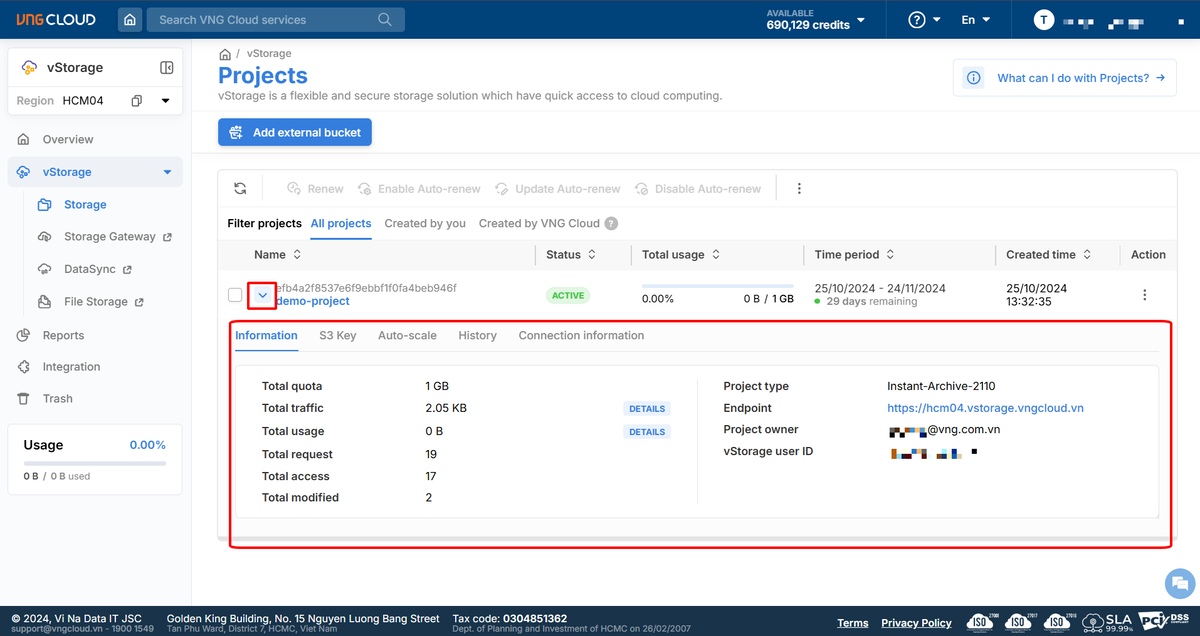 VNGCLOUD
Search VNG Cloud services
AVAILABLE
690,129 credits
?
En
T
vStorage
Region HCM04
Overview
vStorage
Storage
Storage Gateway
DataSync
File Storage
Reports
Integration
Trash
Usage 0.00%
0 B / 0 B used
/ vStorage
Projects
vStorage is a flexible and secure storage solution which have quick access to cloud computing.
What can I do with Projects?
Add external bucket
Renew Enable Auto-renew Update Auto-renew Disable Auto-renew
Filter projects All projects Created by you Created by VNG Cloud ?
Name Status Total usage Time period Created time Action
efb4a2f8537e6f9ebbf1f0fa4beb946f
demo-project
ACTIVE
0.00% 0 B / 1 GB
25/10/2024 - 24/11/2024
29 days remaining
25/10/2024
13:32:35
Information S3 Key Auto-scale History Connection information
Total quota 1 GB
Total traffic 2.05 KB DETAILS
Total usage 0 B DETAILS
Total request 19
Total access 17
Total modified 2
Project type Instant-Archive-2110
Endpoint https://hcm04.vstorage.vngcloud.vn
Project owner @vng.com.vn
vStorage user ID
© 2024, Vi Na Data IT JSC
support@vngcloud.vn - 1900 1549
Golden King Building, No. 15 Nguyen Luong Bang Street
Tan Phu Ward, District 7, HCMC, Viet Nam
Tax code: 0304851362
Dept. of Planning and Investment of HCMC on 26/02/2007
Terms Privacy Policy
ISO ISO ISO
SLA
99.99%
PCI DSS